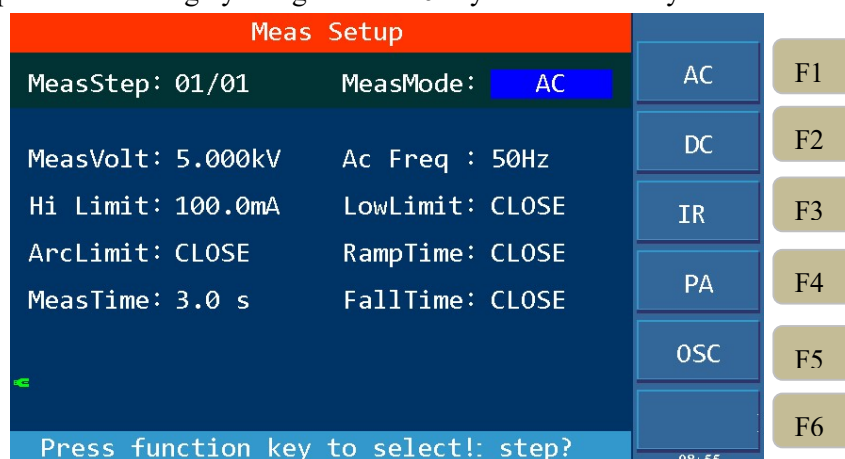 Meas Setup
MeasStep: 01/01 MeasMode: AC
MeasVolt: 5.000kV Ac Freq : 50Hz
Hi Limit: 100.0mA LowLimit: CLOSE
ArcLimit: CLOSE RampTime: CLOSE
MeasTime: 3.0 s FallTime: CLOSE
Press function key to select!: step?
AC F1
DC F2
IR F3
PA F4
OSC F5
F6